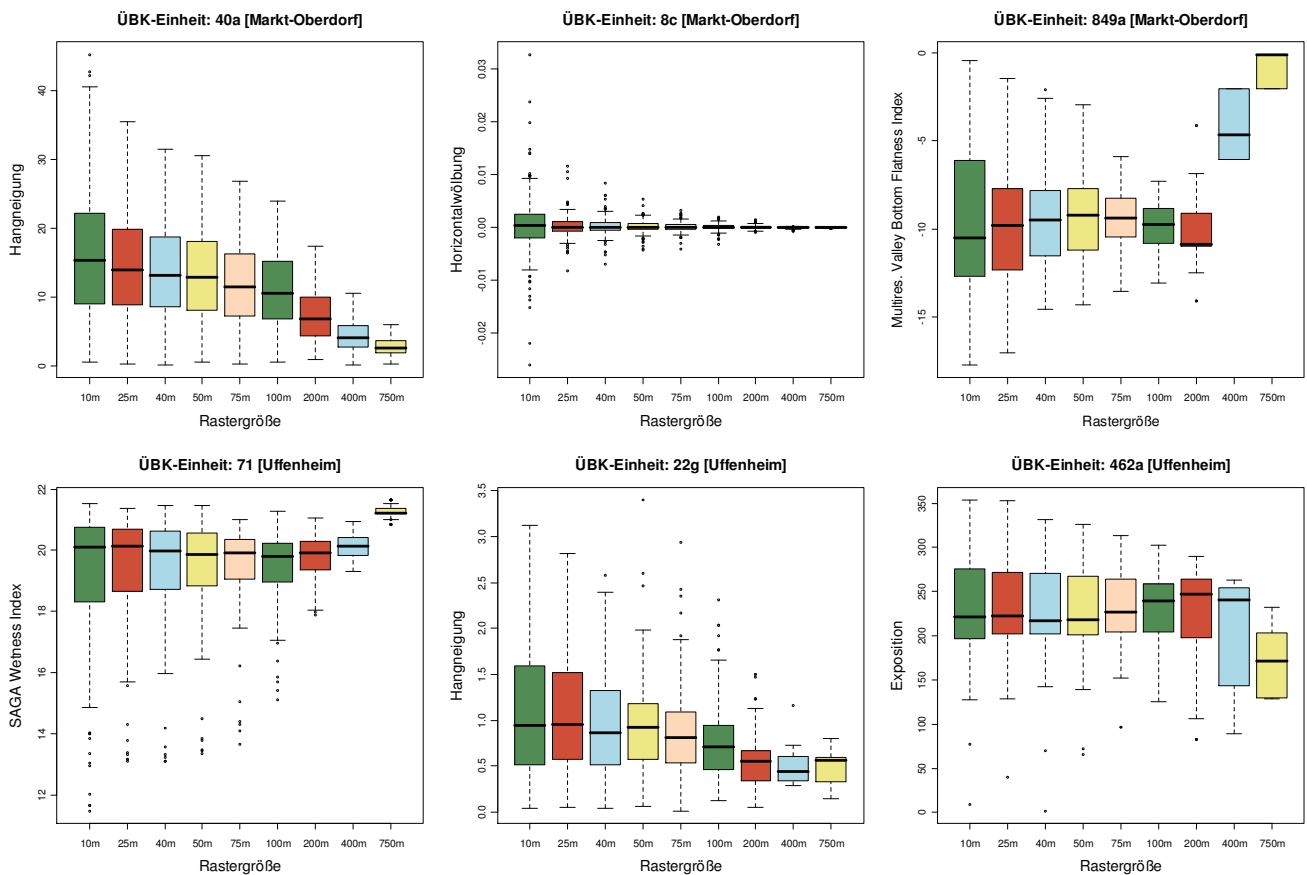 ÜBK-Einheit: 40a [Markt-Oberdorf]
Hangneigung
40
30
20
10
0
10m 25m 40m 50m 75m 100m 200m 400m 750m
Rastergröße
ÜBK-Einheit: 8c [Markt-Oberdorf]
Horizontalwölbung
0.03
0.02
0.01
0.00
-0.01
-0.02
10m 25m 40m 50m 75m 100m 200m 400m 750m
Rastergröße
ÜBK-Einheit: 849a [Markt-Oberdorf]
Multires. Valley Bottom Flatness Index
0
-5
-10
-15
10m 25m 40m 50m 75m 100m 200m 400m 750m
Rastergröße
ÜBK-Einheit: 71 [Uffenheim]
SAGA Wetness Index
22
20
18
16
14
12
10m 25m 40m 50m 75m 100m 200m 400m 750m
Rastergröße
ÜBK-Einheit: 22g [Uffenheim]
Hangneigung
3.5
3.0
2.5
2.0
1.5
1.0
0.5
0.0
10m 25m 40m 50m 75m 100m 200m 400m 750m
Rastergröße
ÜBK-Einheit: 462a [Uffenheim]
Exposition
350
300
250
200
150
100
50
0
10m 25m 40m 50m 75m 100m 200m 400m 750m
Rastergröße